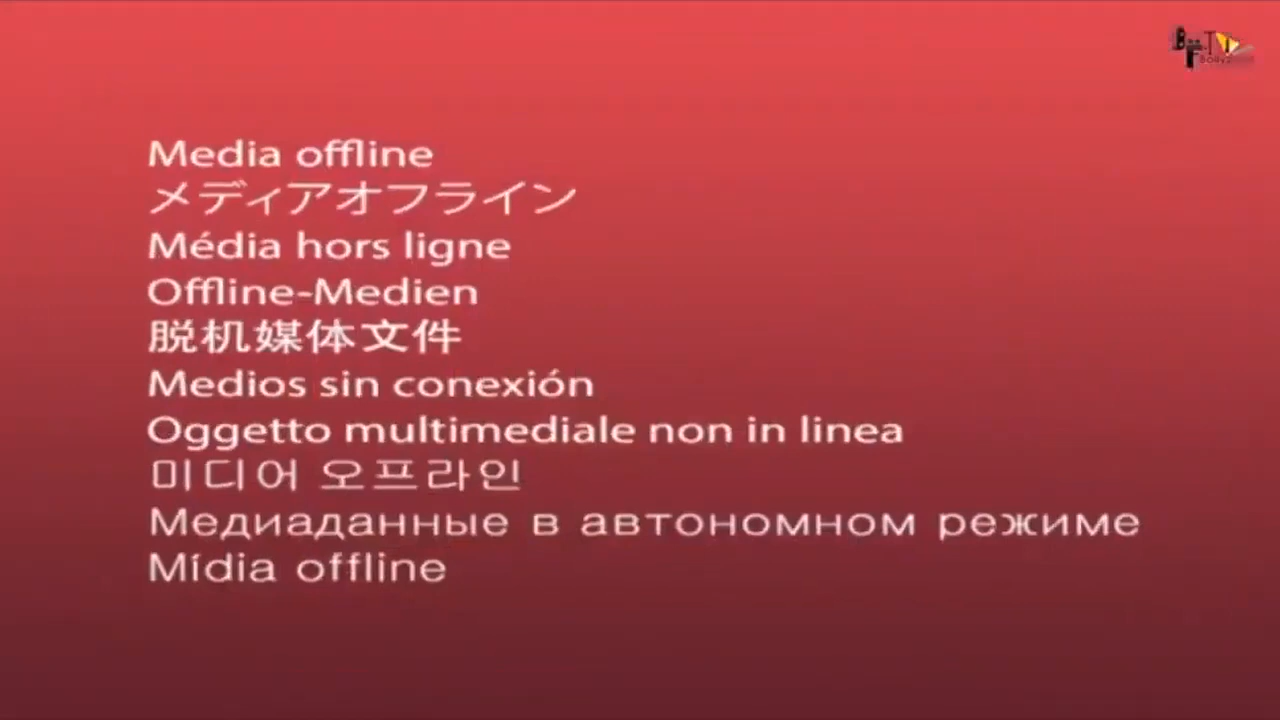 Media offline
メディアオフライン
Média hors ligne
Offline-Medien
脱机媒体文件
Medios sin conexión
Oggetto multimediale non in linea
미디어 오프라인
Медиаданные в автономном режиме
Mídia offline